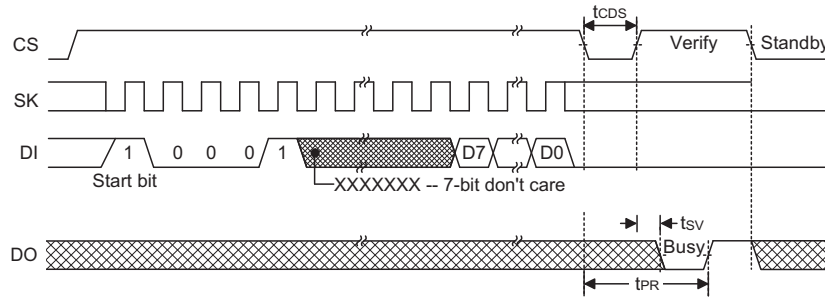 tCDS
CS
Verify
Standby
SK
DI
1
0
0
0
1
D7
D0
Start bit
XXXXXXX -- 7-bit don't care
tSV
DO
Busy
tPR